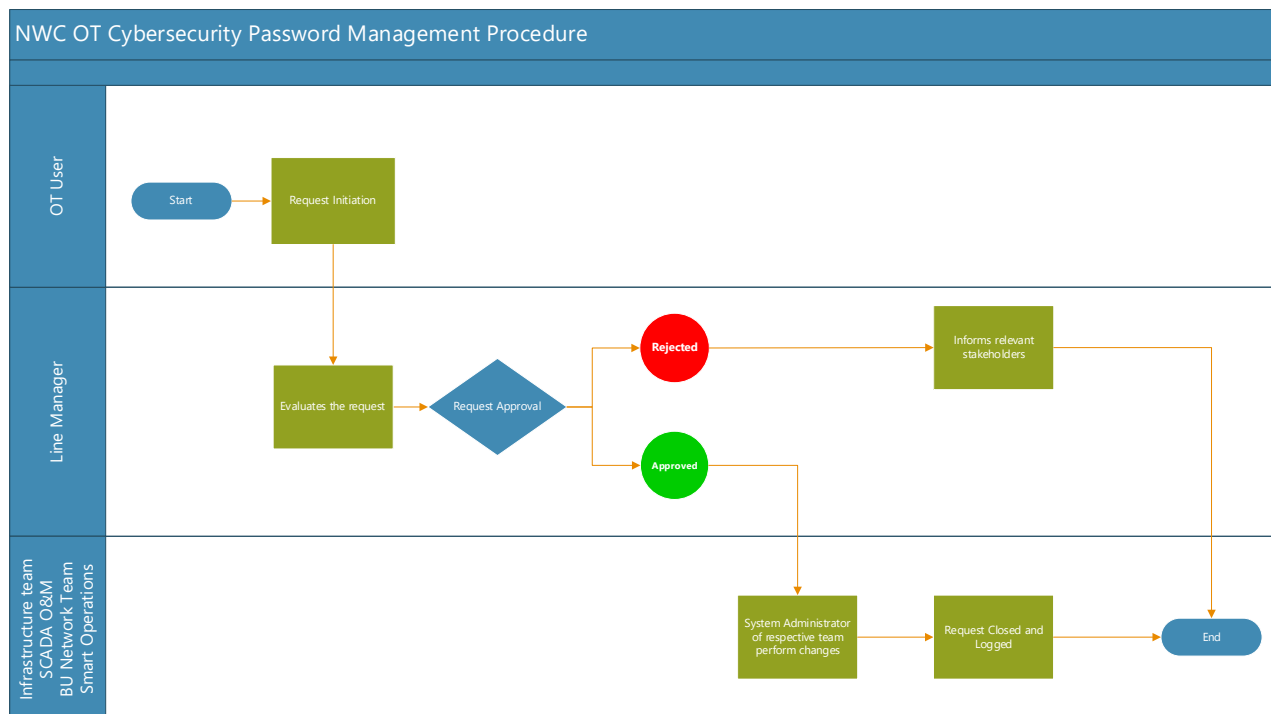 NWC OT Cybersecurity Password Management Procedure
OT User
Start
Request Initiation
Line Manager
Evaluates the request
Request Approval
Rejected
Approved
Informs relevant
stakeholders
Infrastructure team
SCADA O&M
BU Network Team
Smart Operations
System Administrator
of respective team
perform changes
Request Closed and
Logged
End